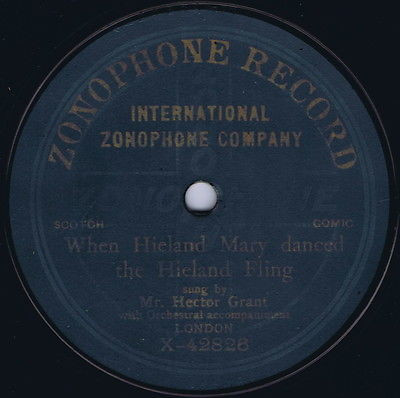 ZONOPHONE RECORD
INTERNATIONAL
ZONOPHONE COMPANY
SCOTCH COMIC
When Hieland Mary danced
the Hieland Fling
sung by
Mr. Hector Grant
with Orchestral accompaniment
LONDON
X-42826